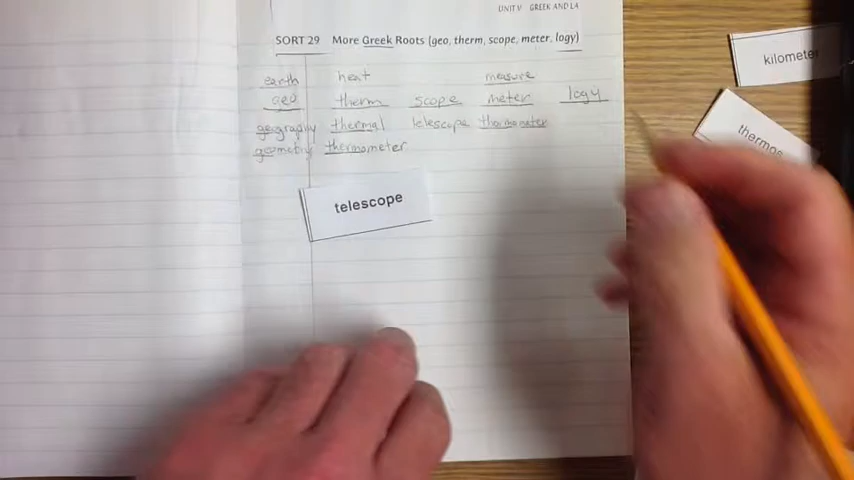 UNIT V GREEK AND LA
SORT 29 More Greek Roots (geo, therm, scope, meter, logy)
earth heat measure
geo therm scope meter logy
geography thermal telescope thermometer
geometry thermometer
telescope
kilometer
thermos